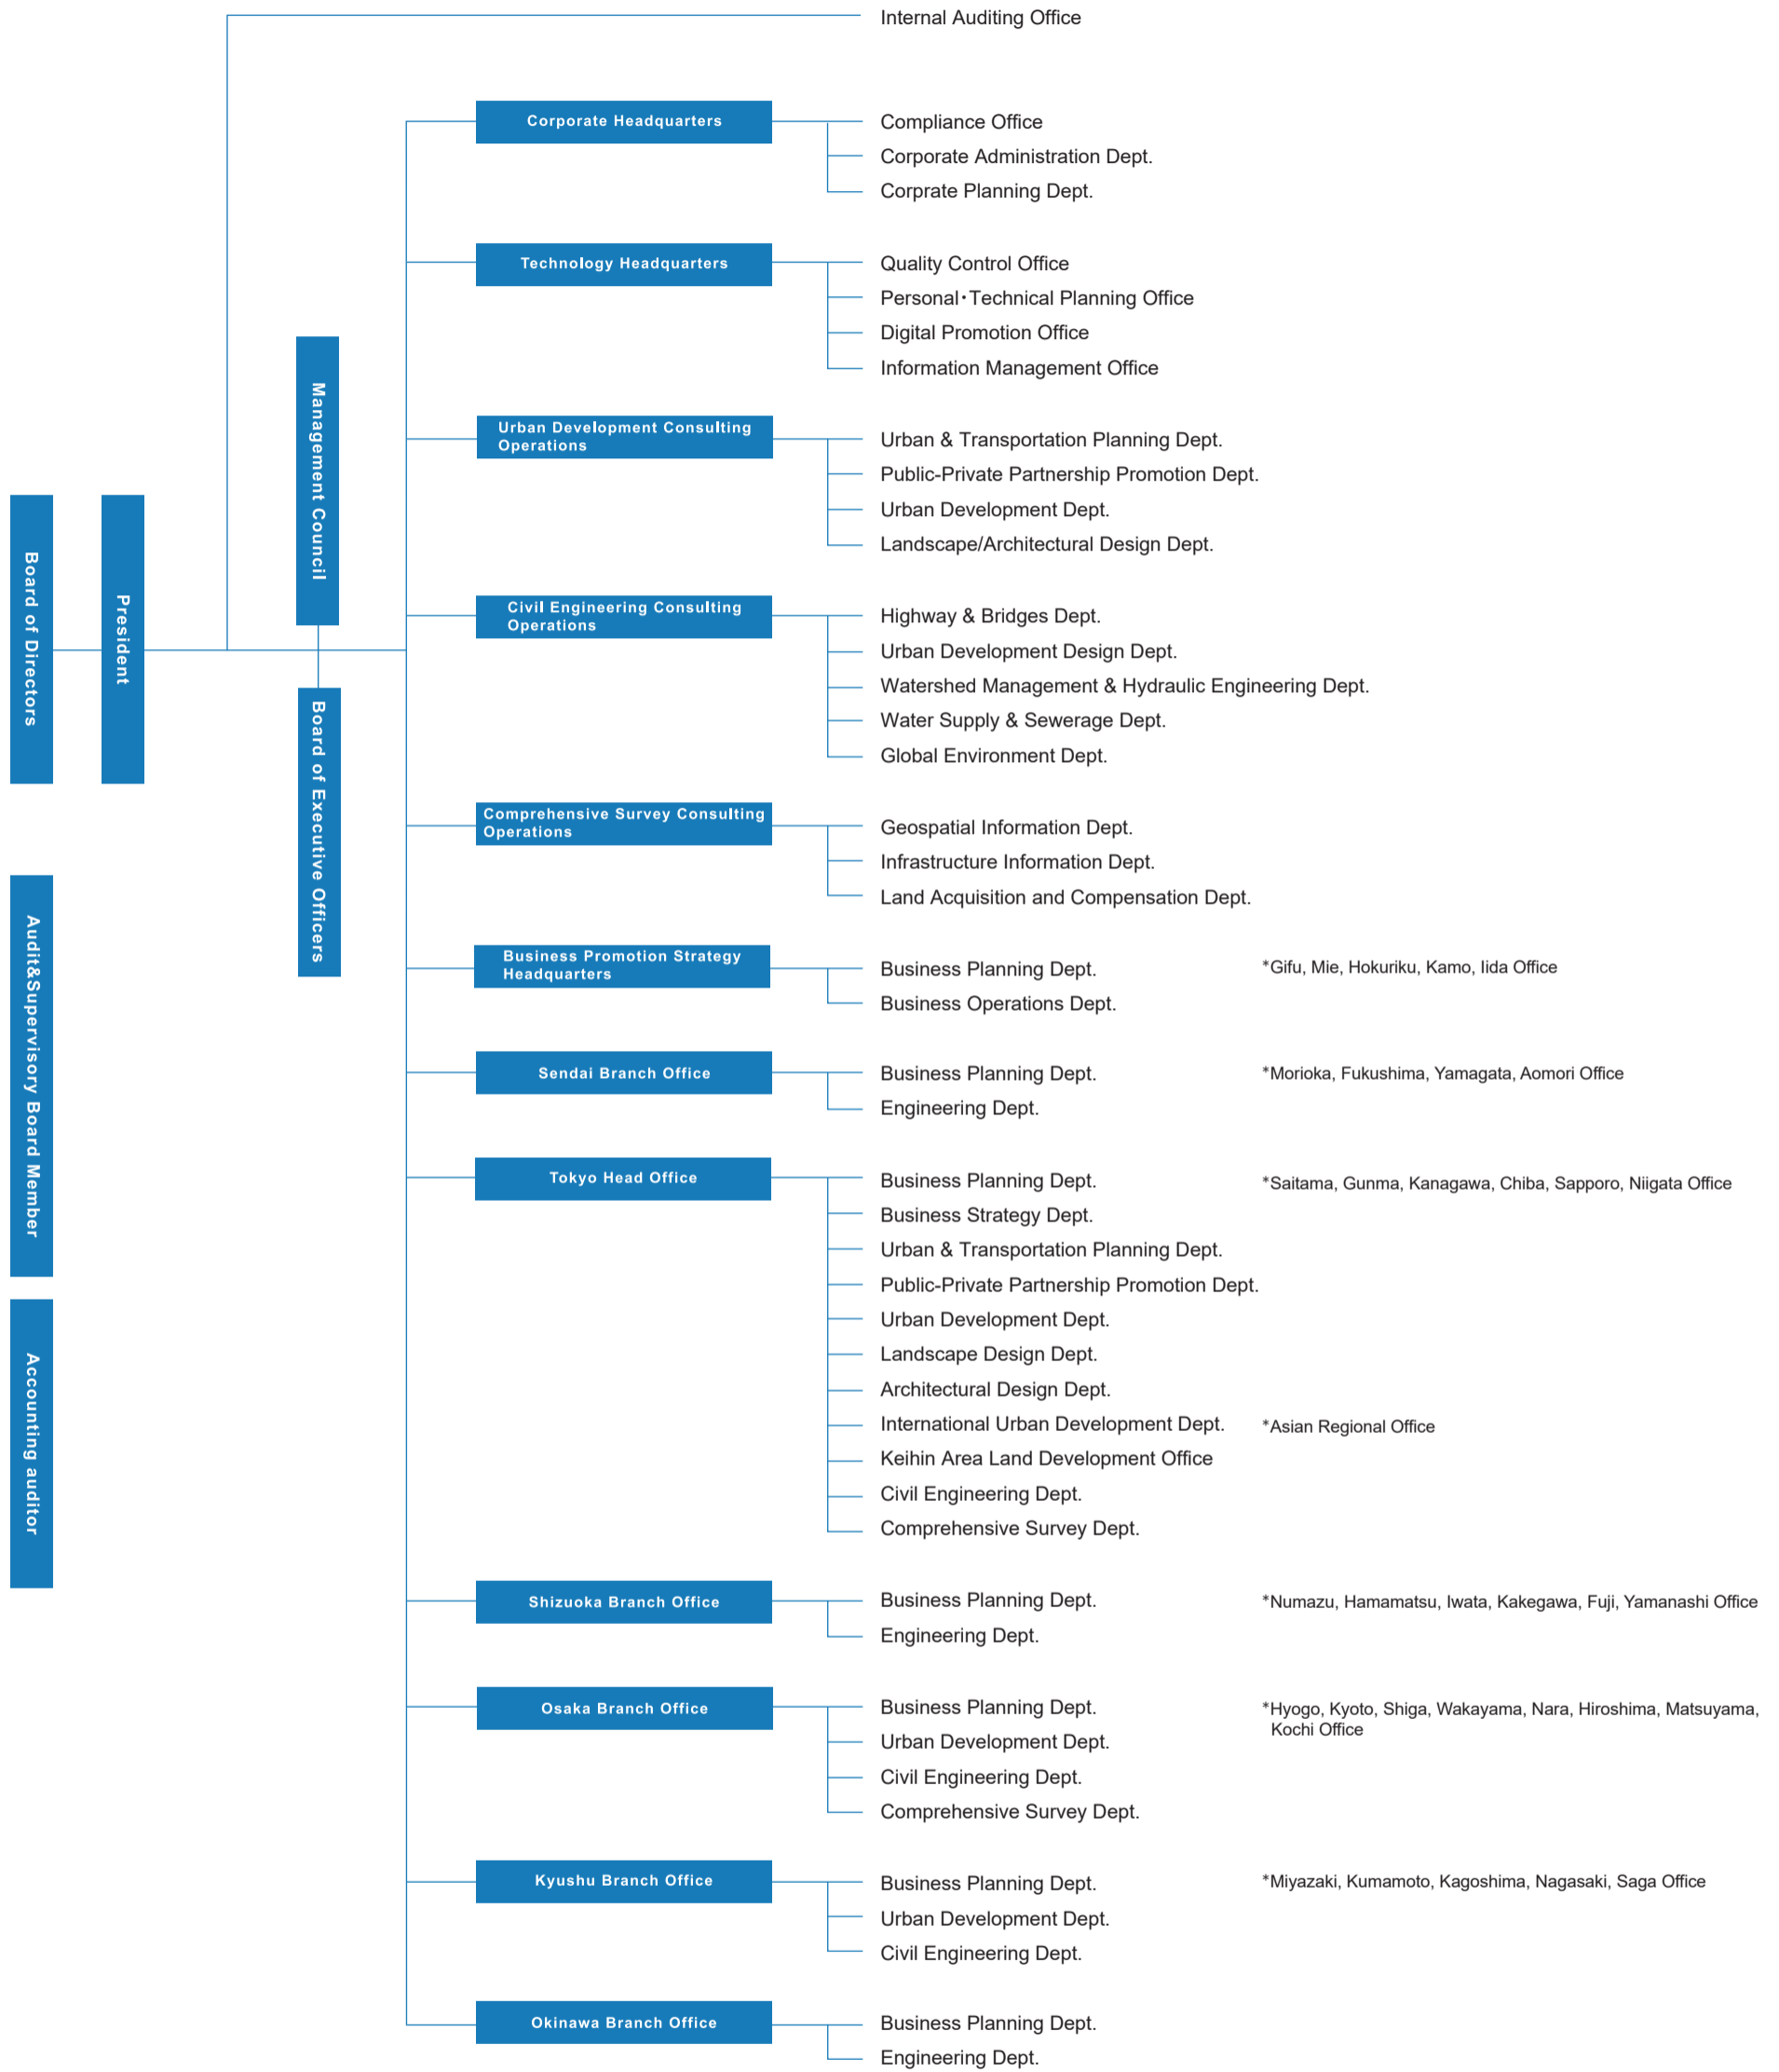 Internal Auditing Office
Corporate Headquarters
Compliance Office
Corporate Administration Dept.
Corprate Planning Dept.
Technology Headquarters
Quality Control Office
Personal・Technical Planning Office
Digital Promotion Office
Information Management Office
Management Council
Urban Development Consulting
Operations
Urban & Transportation Planning Dept.
Public-Private Partnership Promotion Dept.
Urban Development Dept.
Landscape/Architectural Design Dept.
Board of Directors
President
Civil Engineering Consulting
Operations
Highway & Bridges Dept.
Urban Development Design Dept.
Watershed Management & Hydraulic Engineering Dept.
Water Supply & Sewerage Dept.
Global Environment Dept.
Board of Executive Officers
Comprehensive Survey Consulting
Operations
Geospatial Information Dept.
Infrastructure Information Dept.
Land Acquisition and Compensation Dept.
Audit&Supervisory Board Member
Business Promotion Strategy
Headquarters
Business Planning Dept.
*Gifu, Mie, Hokuriku, Kamo, Iida Office
Business Operations Dept.
Sendai Branch Office
Business Planning Dept.
*Morioka, Fukushima, Yamagata, Aomori Office
Engineering Dept.
Tokyo Head Office
Business Planning Dept.
*Saitama, Gunma, Kanagawa, Chiba, Sapporo, Niigata Office
Business Strategy Dept.
Urban & Transportation Planning Dept.
Public-Private Partnership Promotion Dept.
Urban Development Dept.
Landscape Design Dept.
Architectural Design Dept.
International Urban Development Dept.
*Asian Regional Office
Keihin Area Land Development Office
Civil Engineering Dept.
Comprehensive Survey Dept.
Accounting auditor
Shizuoka Branch Office
Business Planning Dept.
*Numazu, Hamamatsu, Iwata, Kakegawa, Fuji, Yamanashi Office
Engineering Dept.
Osaka Branch Office
Business Planning Dept.
*Hyogo, Kyoto, Shiga, Wakayama, Nara, Hiroshima, Matsuyama,
Kochi Office
Urban Development Dept.
Civil Engineering Dept.
Comprehensive Survey Dept.
Kyushu Branch Office
Business Planning Dept.
*Miyazaki, Kumamoto, Kagoshima, Nagasaki, Saga Office
Urban Development Dept.
Civil Engineering Dept.
Okinawa Branch Office
Business Planning Dept.
Engineering Dept.